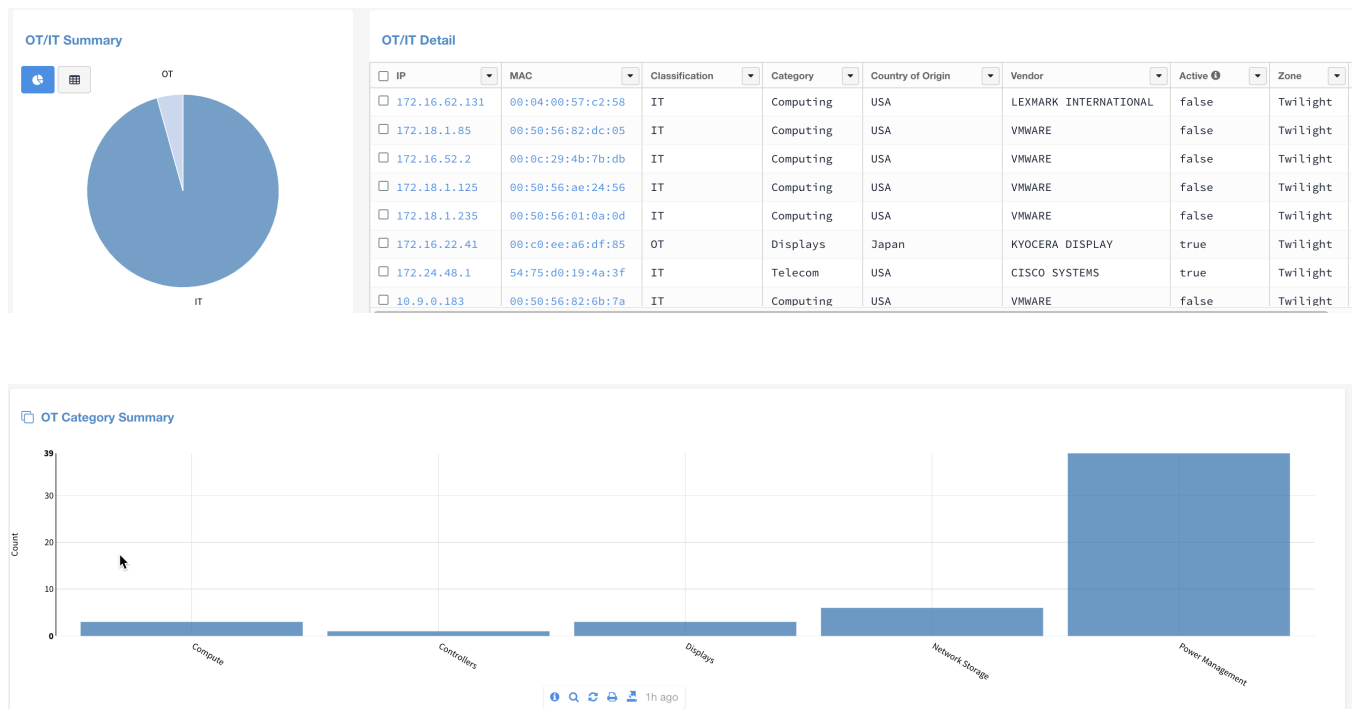 OT/IT Summary
OT
IT
OT/IT Detail
IP MAC Classification Category Country of Origin Vendor Active Zone
172.16.62.131 00:04:00:57:c2:58 IT Computing USA LEXMARK INTERNATIONAL false Twilight
172.18.1.85 00:50:56:82:dc:05 IT Computing USA VMWARE false Twilight
172.16.52.2 00:0c:29:4b:7b:db IT Computing USA VMWARE false Twilight
172.18.1.125 00:50:56:ae:24:56 IT Computing USA VMWARE false Twilight
172.18.1.235 00:50:56:01:0a:0d IT Computing USA VMWARE false Twilight
172.16.22.41 00:c0:ee:a6:df:85 OT Displays Japan KYOCERA DISPLAY true Twilight
172.24.48.1 54:75:d0:19:4a:3f IT Telecom USA CISCO SYSTEMS true Twilight
10.9.0.183 00:50:56:82:6b:7a IT Computing USA VMWARE false Twilight
OT Category Summary
39
30
20
10
0
Count
Compute
Controllers
Displays
Network Storage
Power Management
1h ago